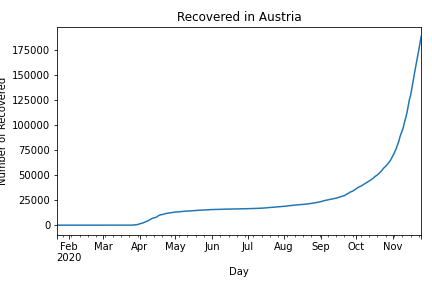 Recovered in Austria
Number of Recovered
175000
150000
125000
100000
75000
50000
25000
0
Feb Mar Apr May Jun Jul Aug Sep Oct Nov
2020
Day